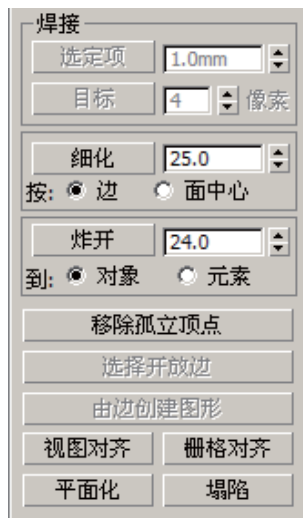 焊接
选定项 1.0mm
目标 4 像素
细化 25.0
按: 边 面中心
炸开 24.0
到: 对象 元素
移除孤立顶点
选择开放边
由边创建图形
视图对齐 栅格对齐
平面化 塌陷